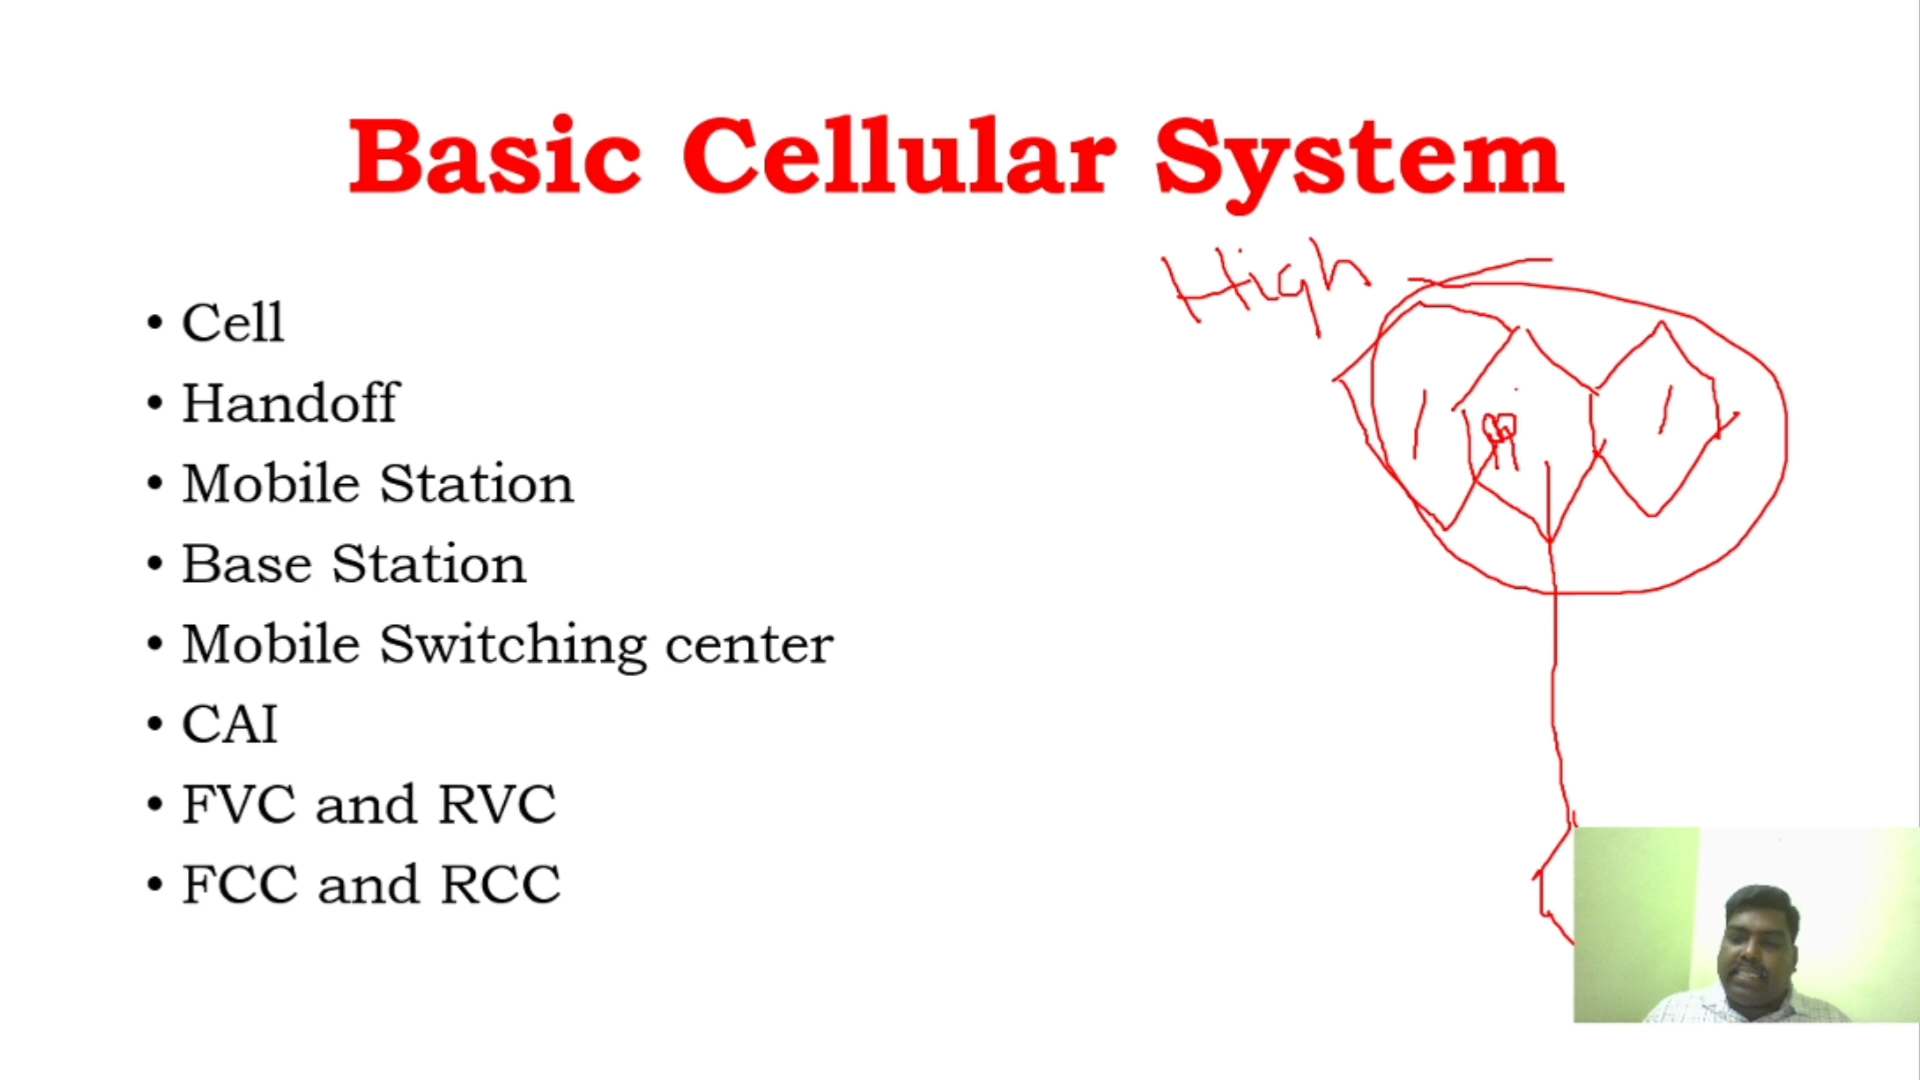 Basic Cellular System
High
• Cell
• Handoff
• Mobile Station
• Base Station
• Mobile Switching center
• CAI
• FVC and RVC
• FCC and RCC